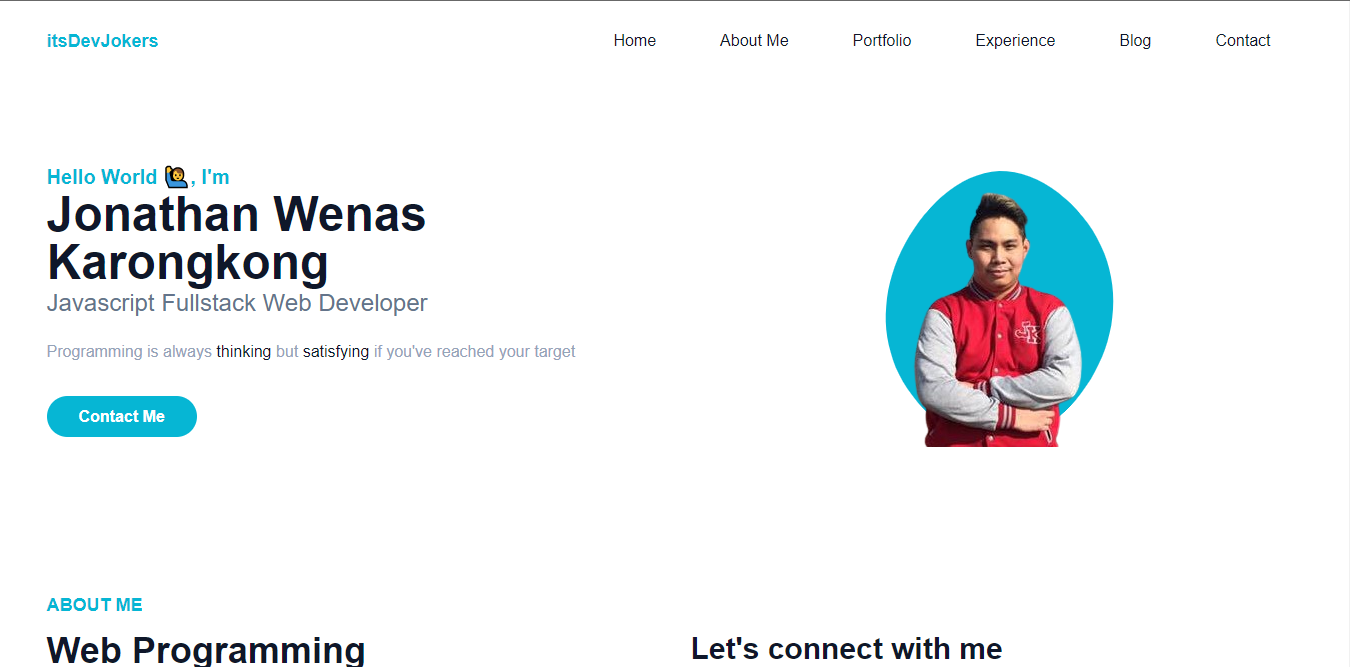 itsDevJokers
Home About Me Portfolio Experience Blog Contact
Hello World 🙋‍♂️, I'm
Jonathan Wenas
Karongkong
Javascript Fullstack Web Developer
Programming is always thinking but satisfying if you've reached your target
Contact Me
JK
ABOUT ME
Web Programming
Let's connect with me